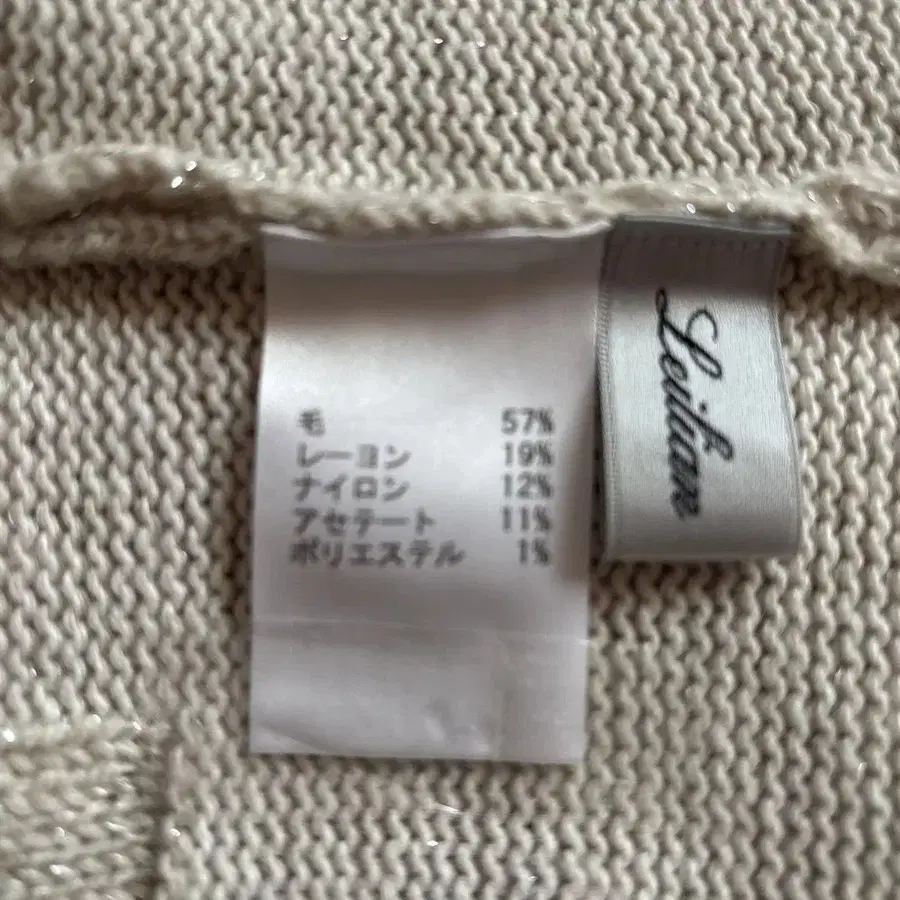 毛 57%
レーヨン 19%
ナイロン 12%
アセテート 11%
ポリエステル 1%
Leilian